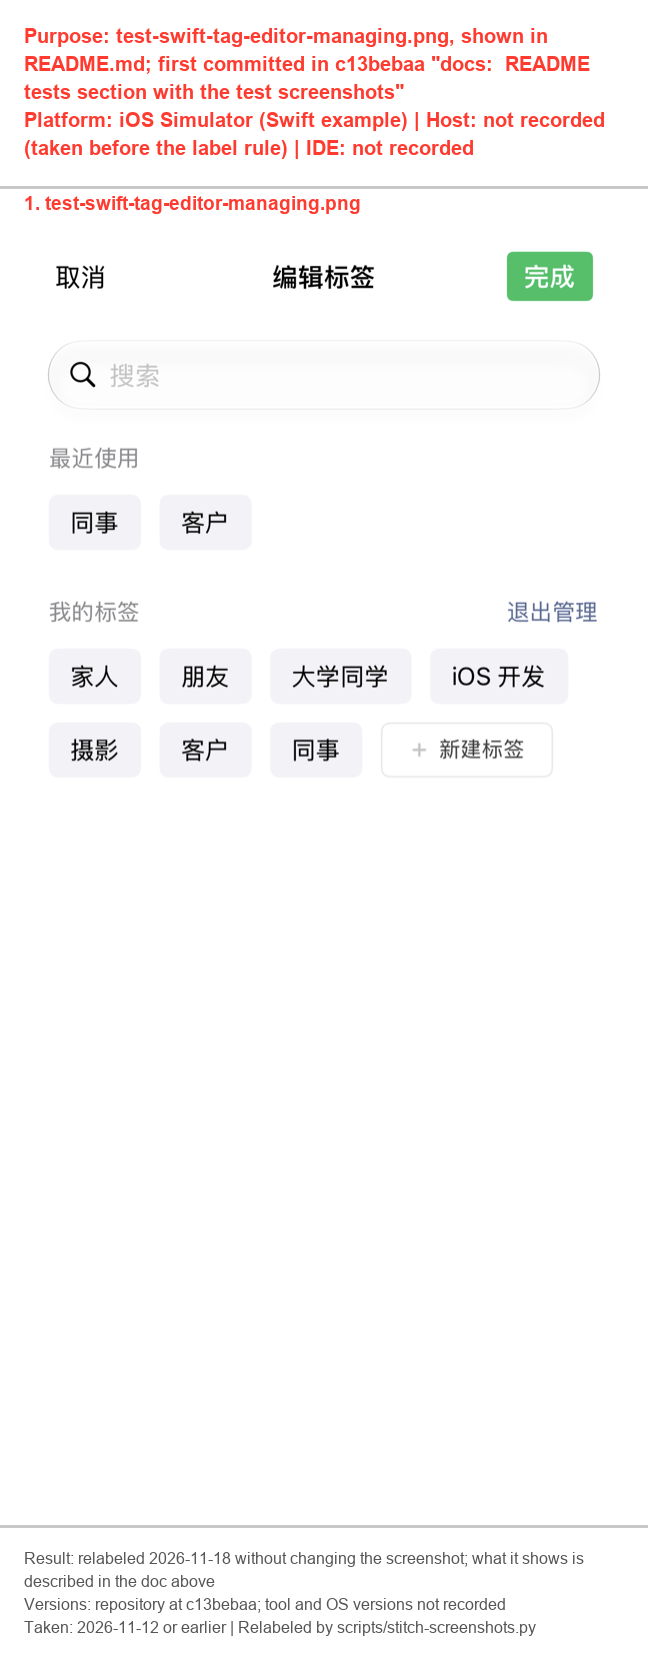 Purpose: test-swift-tag-editor-managing.png, shown in
README.md; first committed in c13bebaa "docs:  README
tests section with the test screenshots"
Platform: iOS Simulator (Swift example) | Host: not recorded
(taken before the label rule) | IDE: not recorded
1. test-swift-tag-editor-managing.png
取消 编辑标签 完成
搜索
最近使用
同事 客户
我的标签 退出管理
家人 朋友 大学同学 iOS 开发
摄影 客户 同事 + 新建标签
Result: relabeled 2026-11-18 without changing the screenshot; what it shows is
described in the doc above
Versions: repository at c13bebaa; tool and OS versions not recorded
Taken: 2026-11-12 or earlier | Relabeled by scripts/stitch-screenshots.py